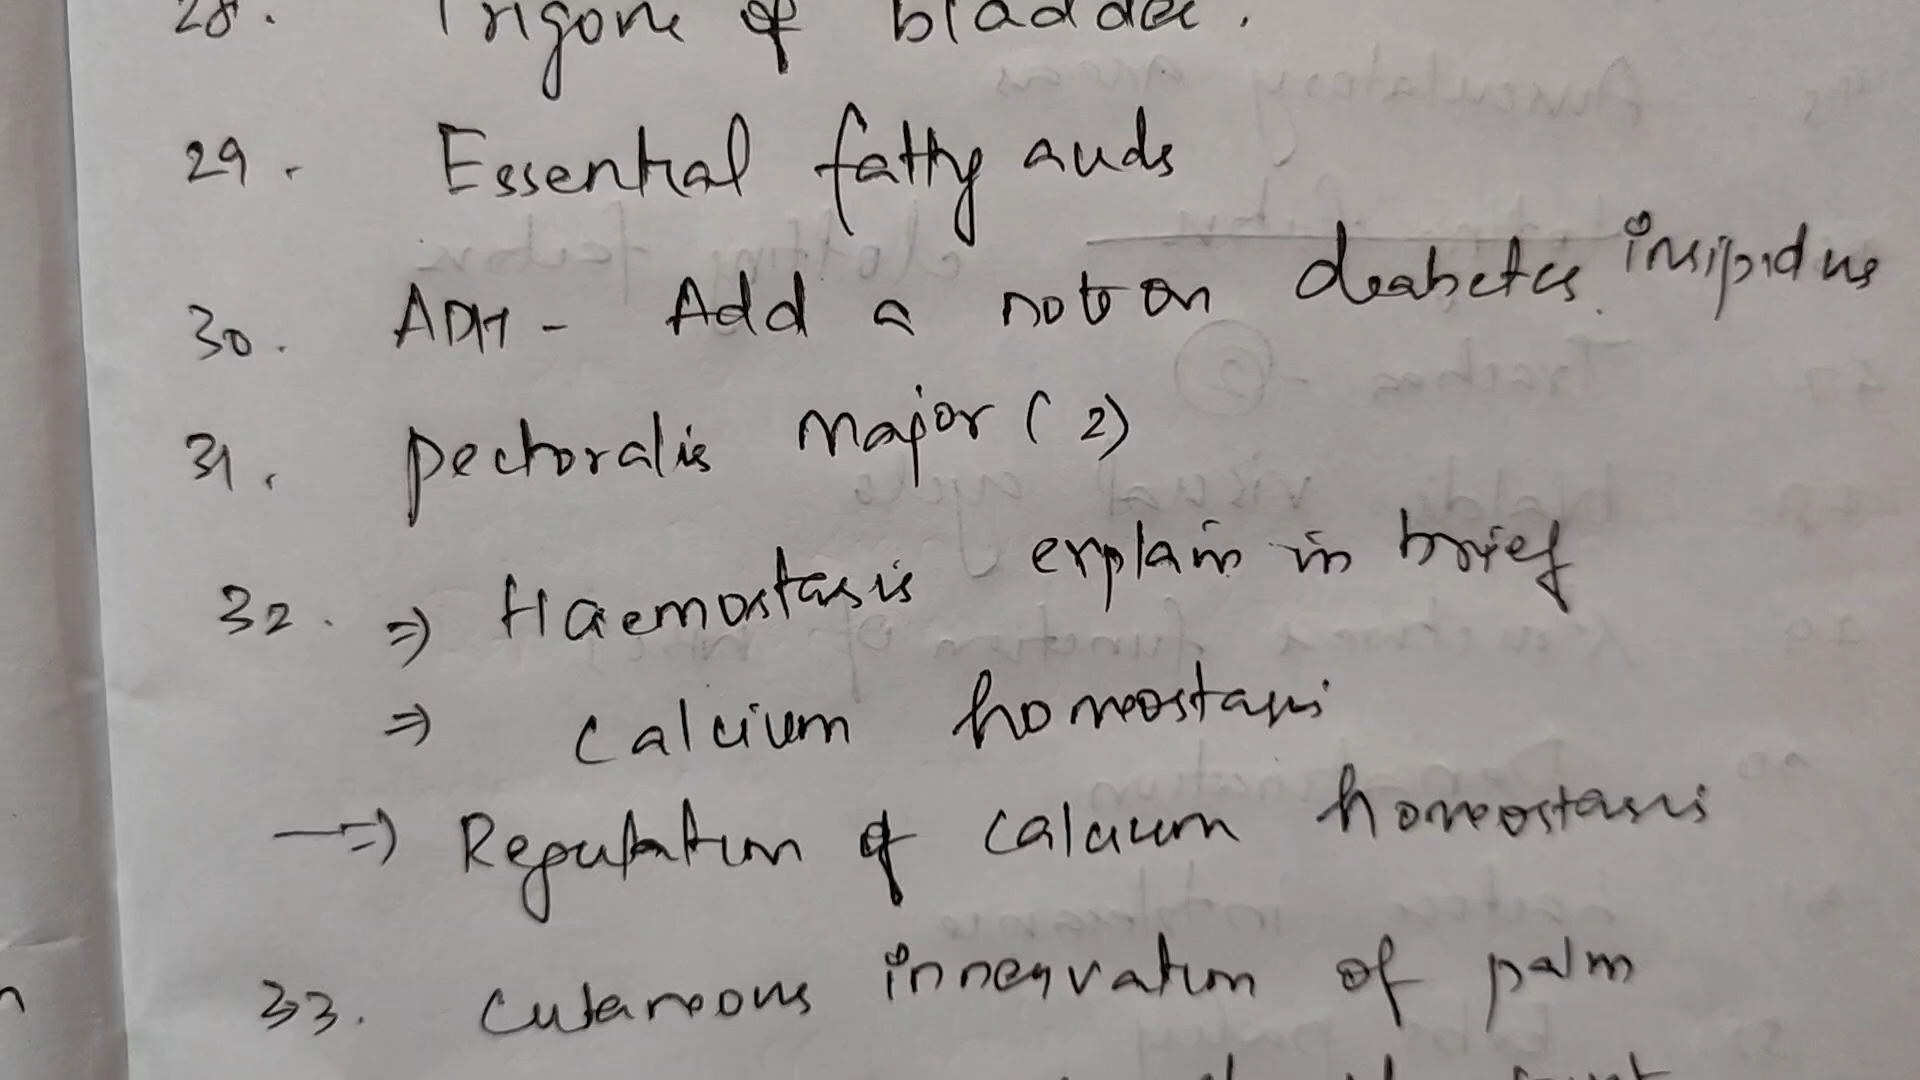 28. Trigone of bladder.
29. Essential fatty acids
30. ADH - Add a note on diabetes insipidus
31. Pectoralis major (2)
32. ⇒ Haemostasis explain in brief
⇒ calcium homeostasis
—⇒ Regulation of calcium homeostasis
33. Cutaneous innervation of palm